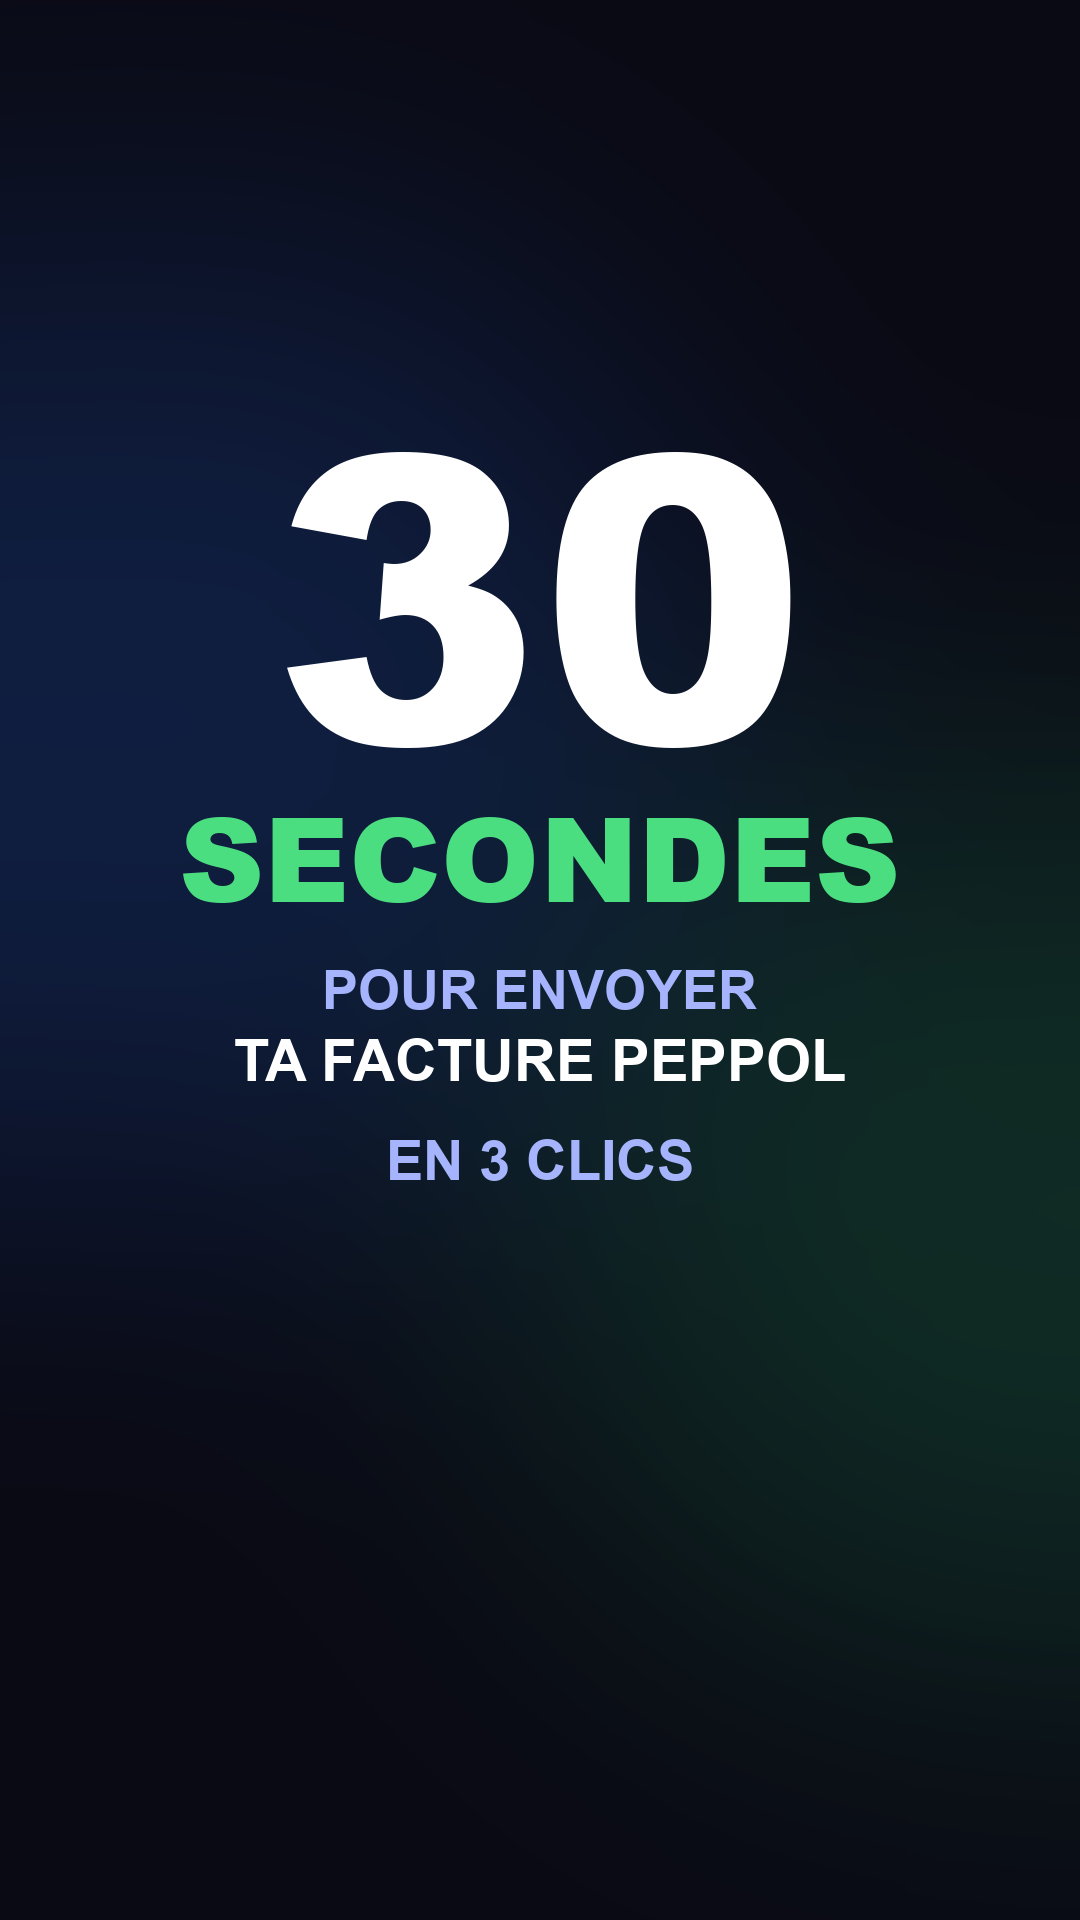 30
SECONDES
POUR ENVOYER
TA FACTURE PEPPOL
EN 3 CLICS